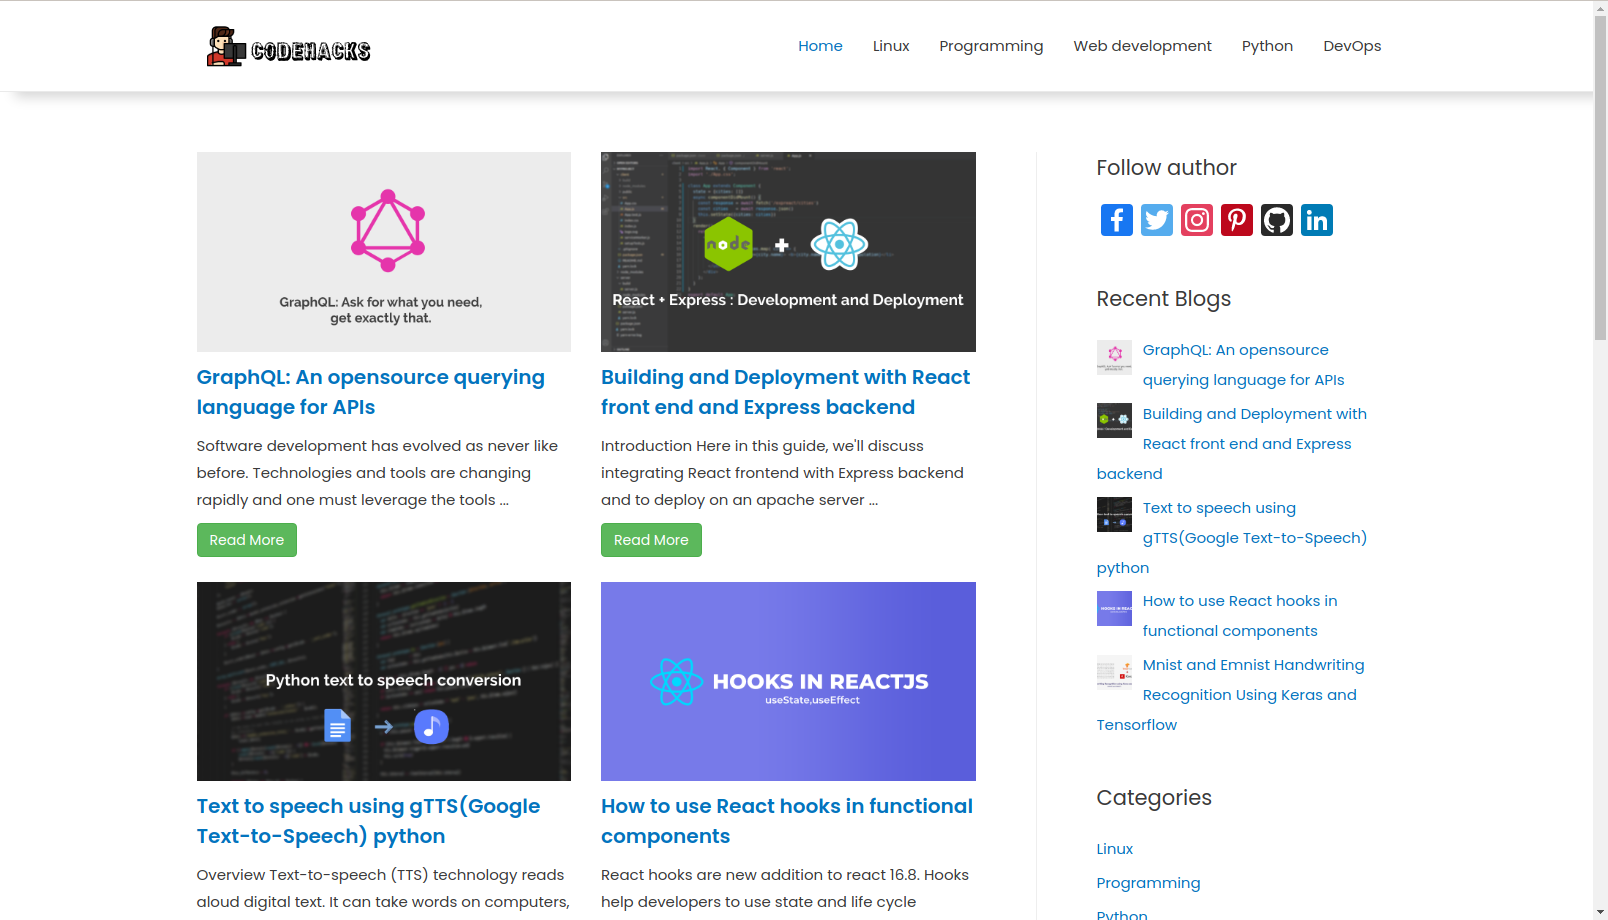 CODEHACKS
Home Linux Programming Web development Python DevOps
GraphQL: Ask for what you need,
get exactly that.
GraphQL: An opensource querying
language for APIs
Software development has evolved as never like
before. Technologies and tools are changing
rapidly and one must leverage the tools ...
Read More
node
React + Express : Development and Deployment
Building and Deployment with React
front end and Express backend
Introduction Here in this guide, we'll discuss
integrating React frontend with Express backend
and to deploy on an apache server ...
Read More
Python text to speech conversion
Text to speech using gTTS(Google
Text-to-Speech) python
Overview Text-to-speech (TTS) technology reads
aloud digital text. It can take words on computers,
HOOKS IN REACTJS
useState,useEffect
How to use React hooks in functional
components
React hooks are new addition to react 16.8. Hooks
help developers to use state and life cycle
Follow author
Recent Blogs
GraphQL: An opensource
querying language for APIs
Building and Deployment with
React front end and Express
backend
Text to speech using
gTTS(Google Text-to-Speech)
python
How to use React hooks in
functional components
Mnist and Emnist Handwriting
Recognition Using Keras and
Tensorflow
Categories
Linux
Programming
Python